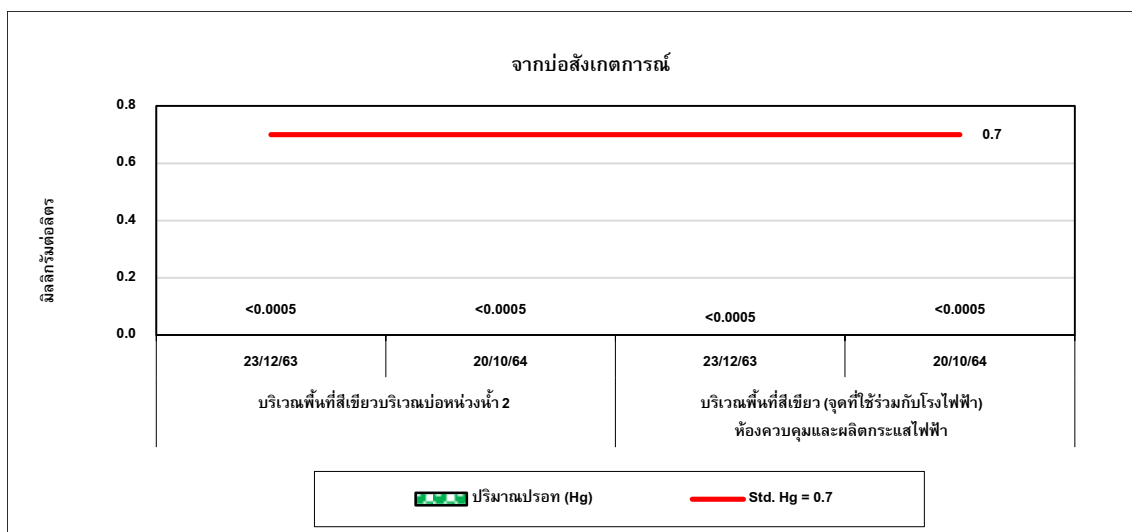 จากบ่อสังเกตการณ์
0.8
0.6
0.4
0.2
0.0
มิลลิกรัมต่อลิตร
0.7
<0.0005
<0.0005
<0.0005
<0.0005
23/12/63
20/10/64
23/12/63
20/10/64
บริเวณพื้นที่สีเขียวบริเวณบ่อหน่วงน้ำ 2
บริเวณพื้นที่สีเขียว (จุดที่ใช้ร่วมกับโรงไฟฟ้า)
ห้องควบคุมและผลิตกระแสไฟฟ้า
ปริมาณปรอท (Hg)
Std. Hg = 0.7